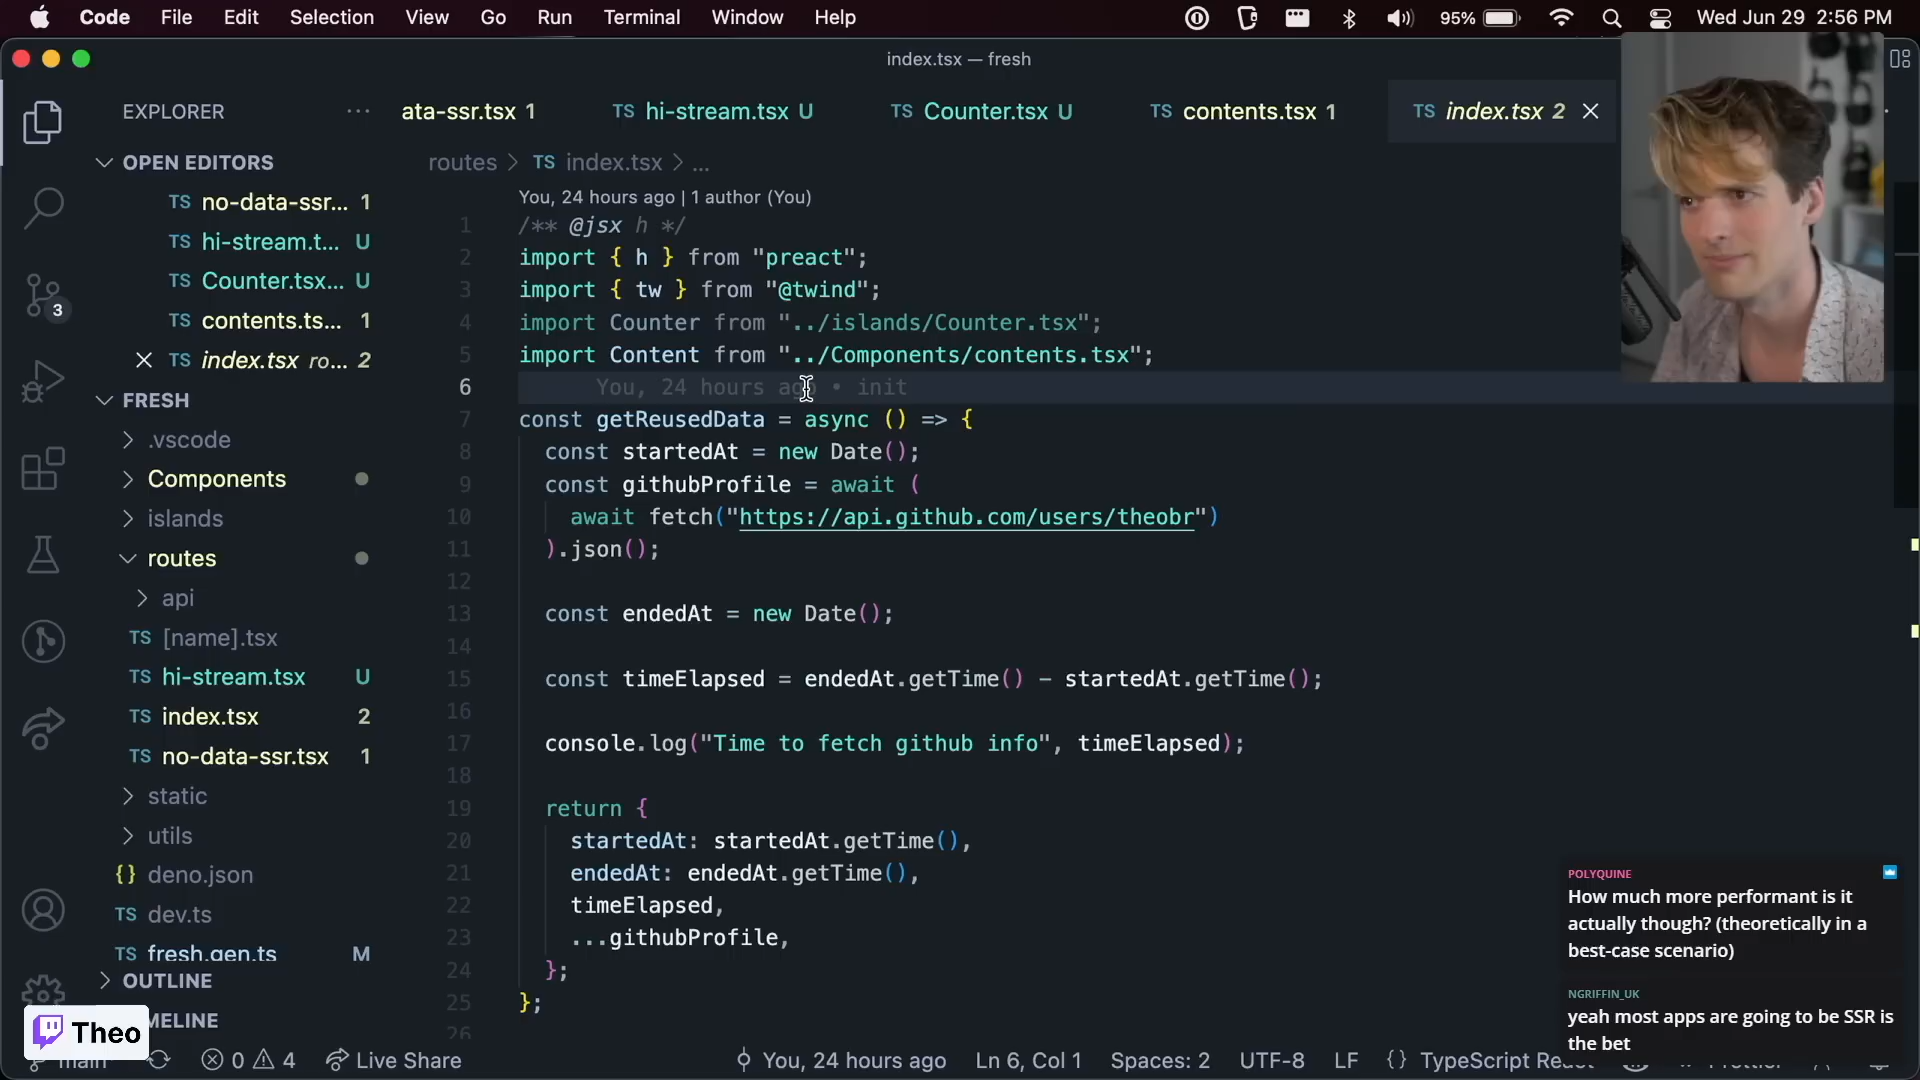 Code File Edit Selection View Go Run Terminal Window Help 95% Wed Jun 29 2:56 PM
index.tsx — fresh
EXPLORER
ata-ssr.tsx 1 TS hi-stream.tsx U TS Counter.tsx U TS contents.tsx 1 TS index.tsx 2
OPEN EDITORS
TS no-data-ssr... 1
TS hi-stream.t... U
TS Counter.tsx... U
TS contents.ts... 1
TS index.tsx ro... 2
FRESH
.vscode
Components
islands
routes
api
TS [name].tsx
TS hi-stream.tsx U
TS index.tsx 2
TS no-data-ssr.tsx 1
static
utils
{} deno.json
TS dev.ts
TS fresh.gen.ts M
OUTLINE
MELINE
3
Theo
routes > TS index.tsx > ...
You, 24 hours ago | 1 author (You)
1 /** @jsx h */
2 import { h } from "preact";
3 import { tw } from "@twind";
4 import Counter from "../islands/Counter.tsx";
5 import Content from "../Components/contents.tsx";
6 You, 24 hours ago • init
7 const getReusedData = async () => {
8 const startedAt = new Date();
9 const githubProfile = await (
10 await fetch("https://api.github.com/users/theobr")
11 ).json();
12
13 const endedAt = new Date();
14
15 const timeElapsed = endedAt.getTime() - startedAt.getTime();
16
17 console.log("Time to fetch github info", timeElapsed);
18
19 return {
20 startedAt: startedAt.getTime(),
21 endedAt: endedAt.getTime(),
22 timeElapsed,
23 ...githubProfile,
24 };
25 };
26
POLYQUINE
How much more performant is it
actually though? (theoretically in a
best-case scenario)
NGRIFFIN_UK
yeah most apps are going to be SSR is
the bet
main 0 4 Live Share You, 24 hours ago Ln 6, Col 1 Spaces: 2 UTF-8 LF {} TypeScript React Prettier